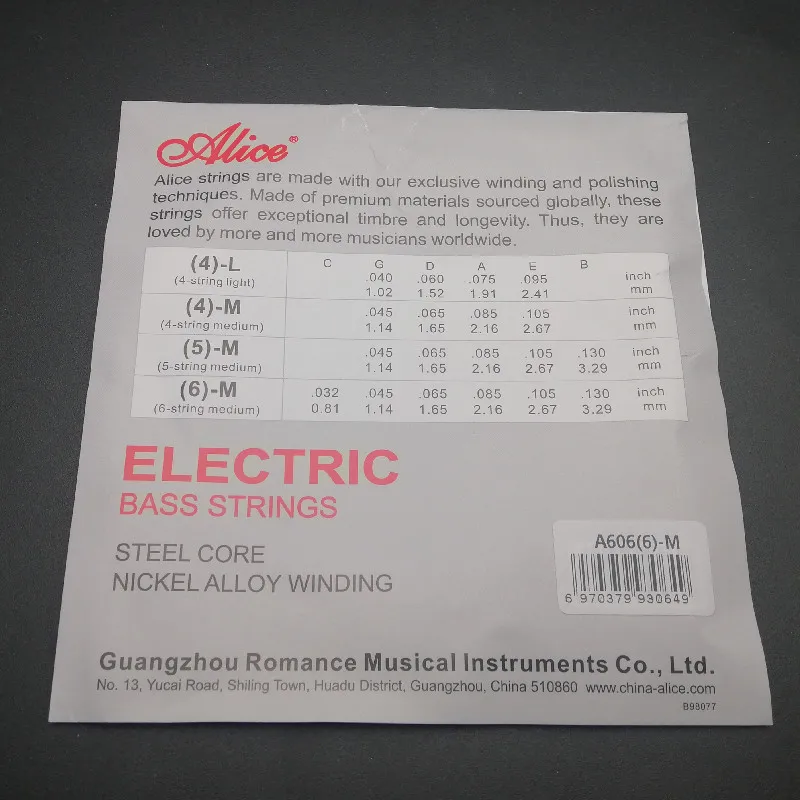 Alice®
Alice strings are made with our exclusive winding and polishing
techniques. Made of premium materials sourced globally, these
strings offer exceptional timbre and longevity. Thus, they are
loved by more and more musicians worldwide.
(4)-L C G D A E B
(4-string light) .040 .060 .075 .095 inch
1.02 1.52 1.91 2.41 mm
(4)-M .045 .065 .085 .105 inch
(4-string medium) 1.14 1.65 2.16 2.67 mm
(5)-M .045 .065 .085 .105 .130 inch
(5-string medium) 1.14 1.65 2.16 2.67 3.29 mm
(6)-M .032 .045 .065 .085 .105 .130 inch
(6-string medium) 0.81 1.14 1.65 2.16 2.67 3.29 mm
ELECTRIC
BASS STRINGS
STEEL CORE
NICKEL ALLOY WINDING
A606(6)-M
6 970379 930649
Guangzhou Romance Musical Instruments Co., Ltd.
No. 13, Yucai Road, Shiling Town, Huadu District, Guangzhou, China 510860 www.china-alice.com
B98077